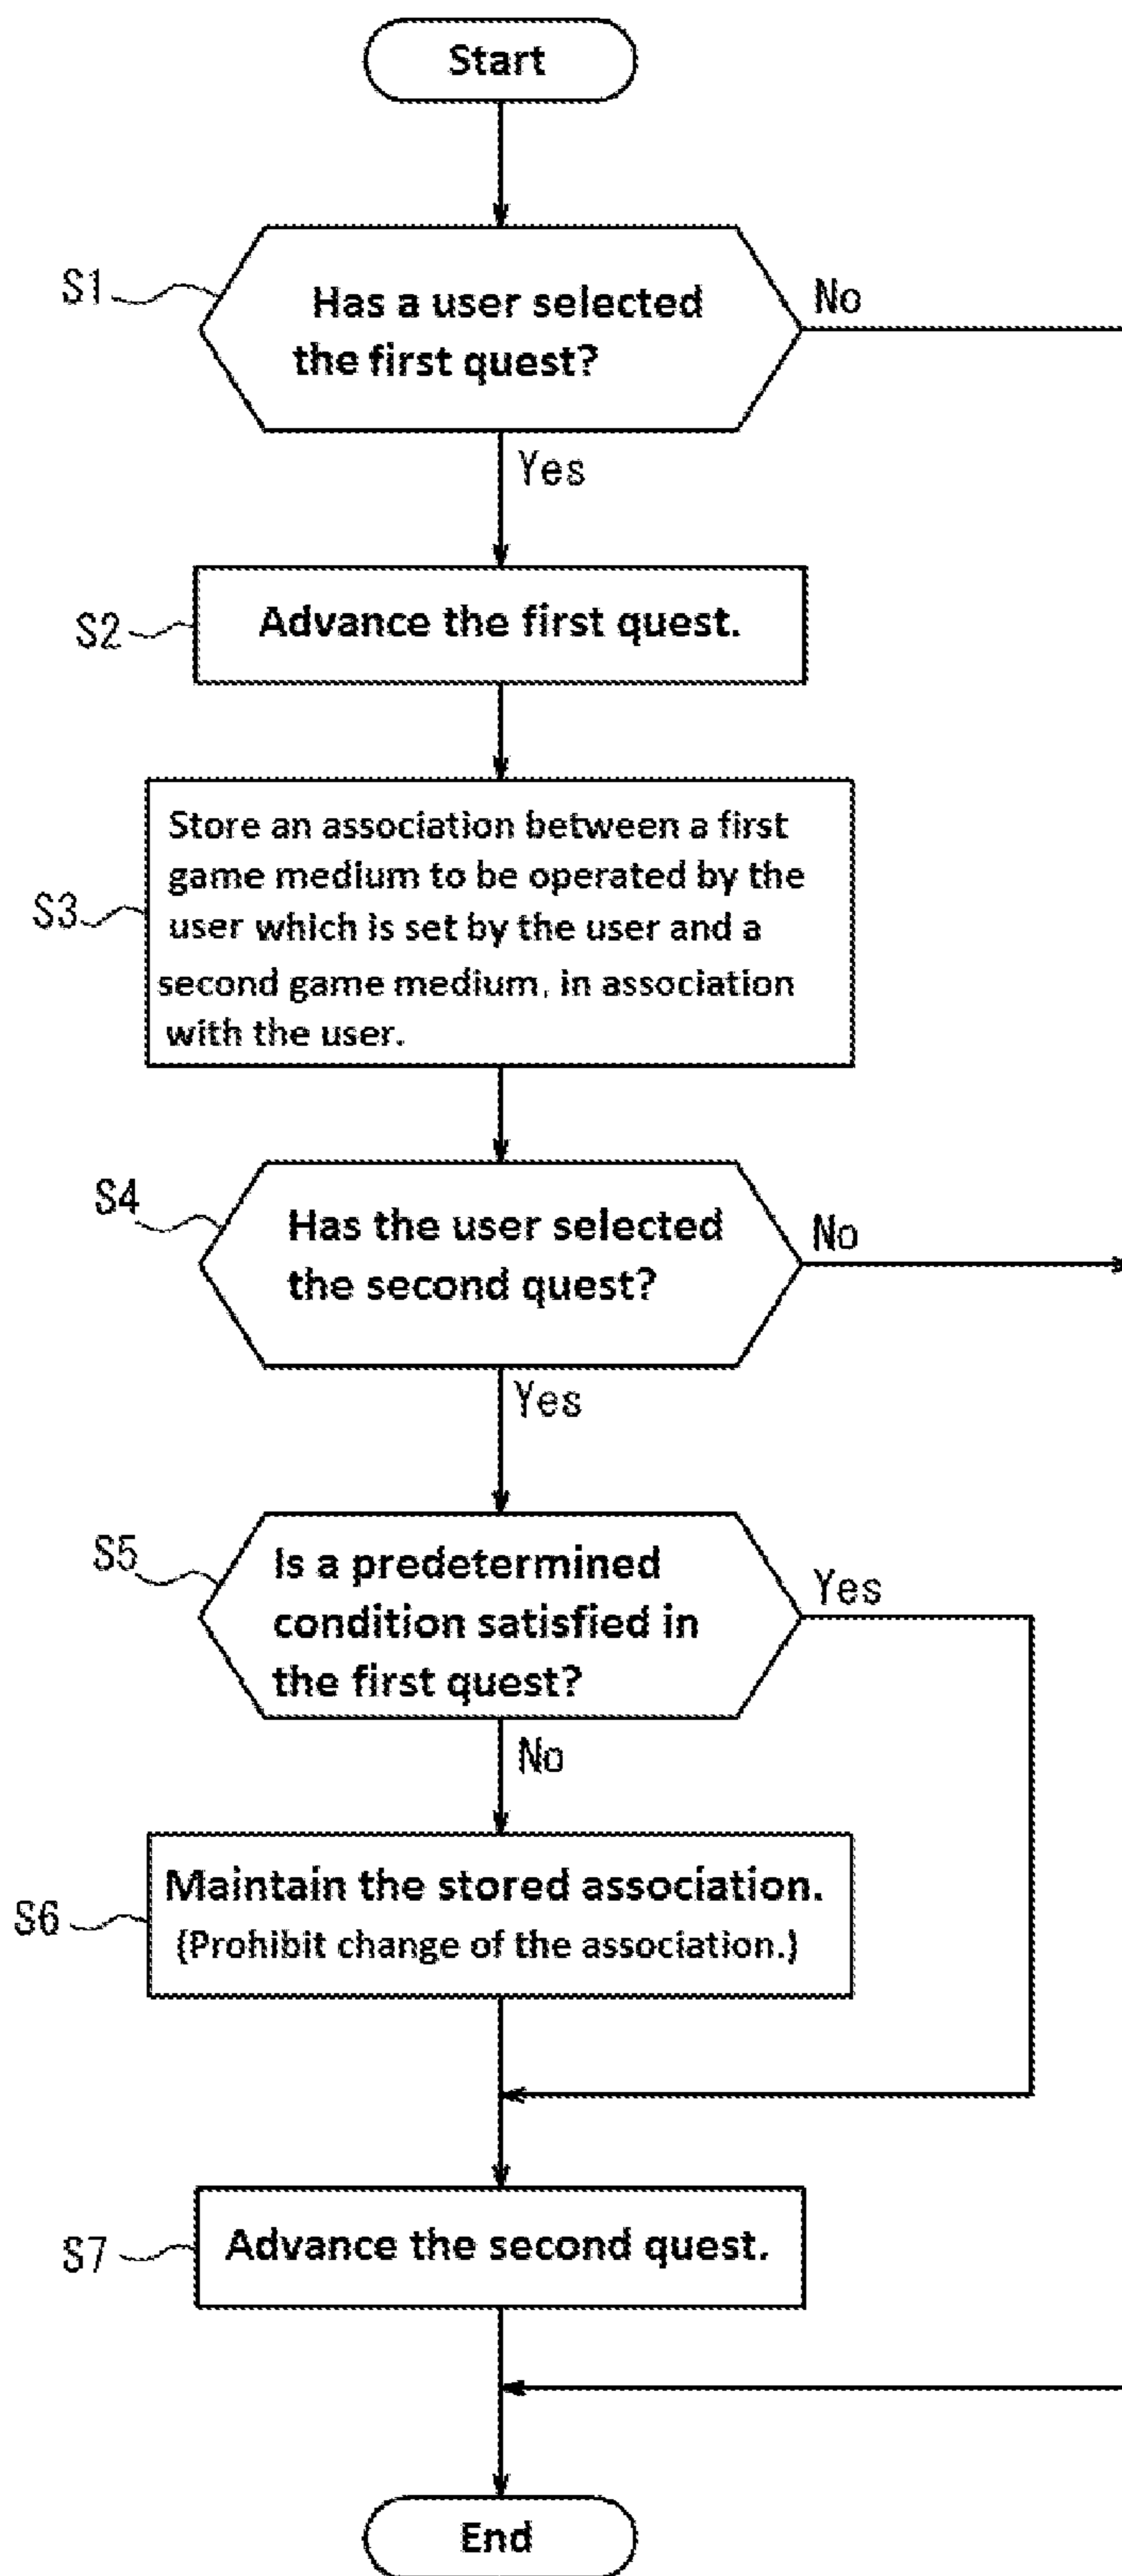 Start
S1
Has a user selected
the first quest?
No
Yes
S2
Advance the first quest.
S3
Store an association between a first
game medium to be operated by the
user which is set by the user and a
second game medium, in association
with the user.
S4
Has the user selected
the second quest?
No
Yes
S5
Is a predetermined
condition satisfied in
the first quest?
Yes
No
S6
Maintain the stored association.
(Prohibit change of the association.)
S7
Advance the second quest.
End